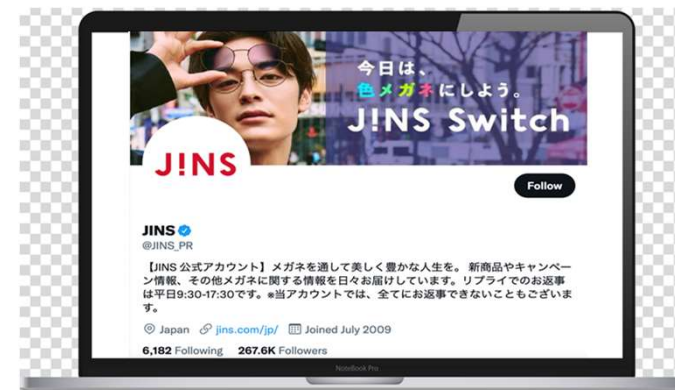 今日は、
色メガネにしよう。
J!NS Switch
J!NS
Follow
JINS
@JINS_PR
【JINS 公式アカウント】メガネを通して美しく豊かな人生を。 新商品やキャンペー
ン情報、その他メガネに関する情報を日々お届けしています。リプライでのお返事
は平日9:30-17:30です。※当アカウントでは、全てにお返事できないこともございま
す。
Japan jins.com/jp/ Joined July 2009
6,182 Following 267.6K Followers
NoteBook Pro